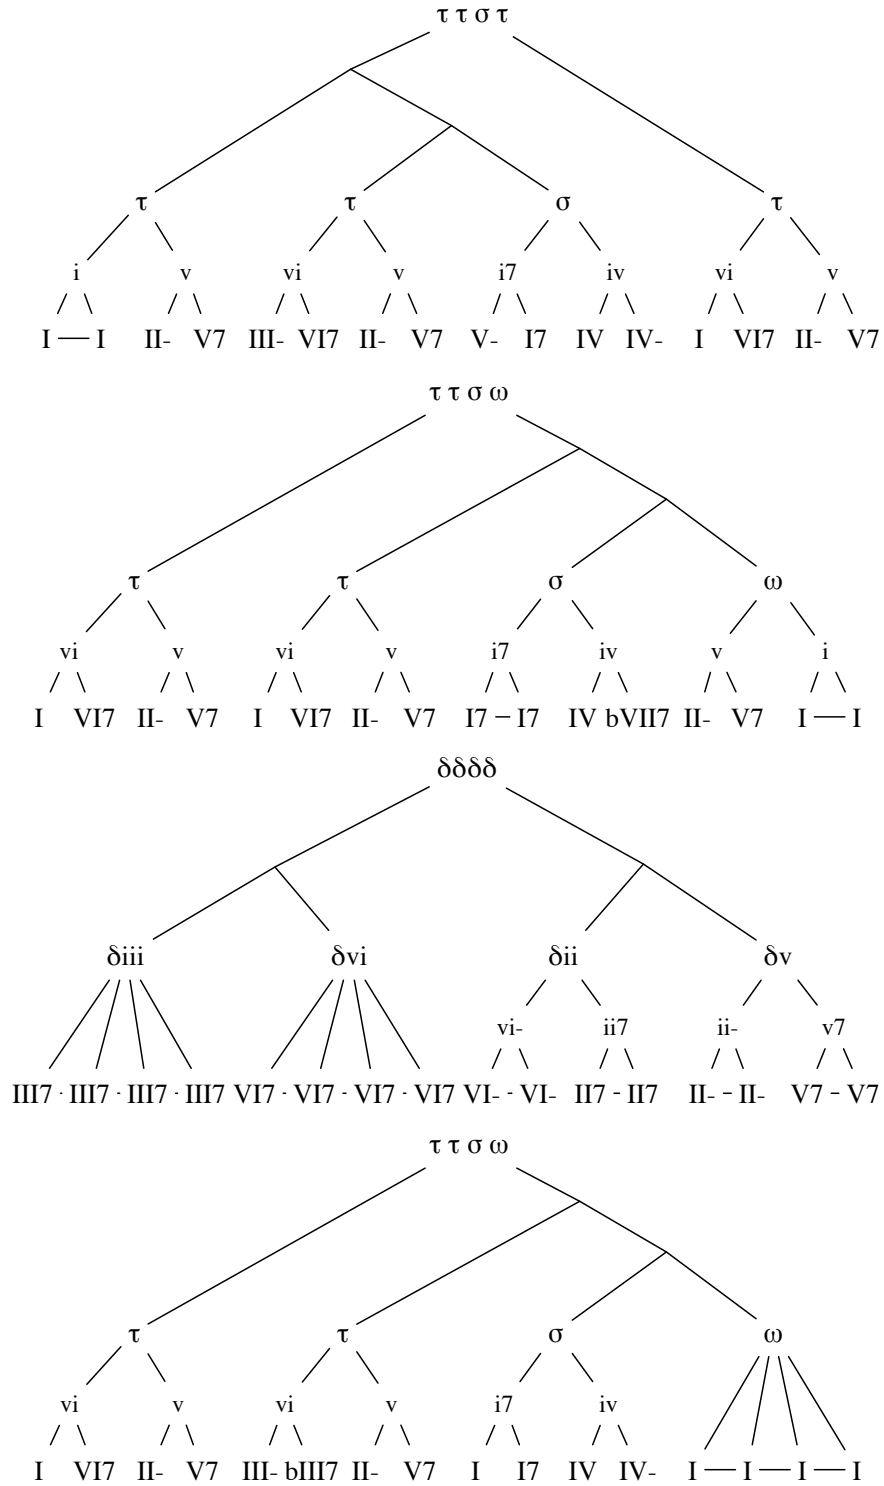 τ τ σ τ
τ τ σ τ
i v vi v i7 iv vi v
I — I II- V7 III- VI7 II- V7 V- I7 IV IV- I VI7 II- V7
τ τ σ ω
τ τ σ ω
vi v vi v i7 iv v i
I VI7 II- V7 I VI7 II- V7 I7 – I7 IV bVII7 II- V7 I — I
δδδδ
δiii δvi δii δv
vi- ii7 ii- v7
III7 · III7 · III7 · III7 VI7 · VI7 · VI7 · VI7 VI- · VI- II7 - II7 II- - II- V7 - V7
τ τ σ ω
τ τ σ ω
vi v vi v i7 iv
I VI7 II- V7 III- bIII7 II- V7 I I7 IV IV- I — I — I — I